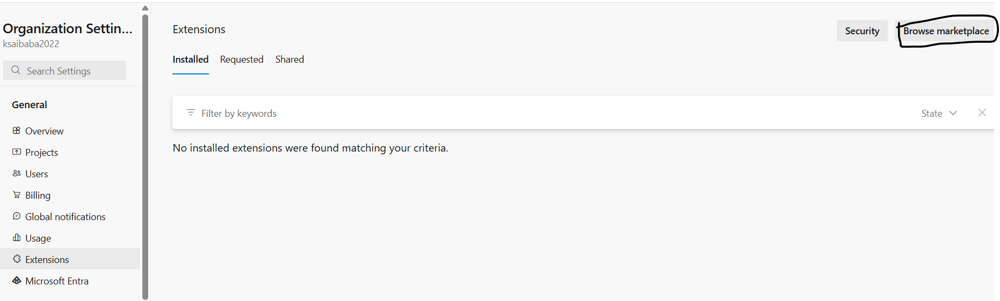 Organization Settin...
ksaibaba2022
Search Settings
General
Overview
Projects
Users
Billing
Global notifications
Usage
Extensions
Microsoft Entra
Extensions
Security
Browse marketplace
Installed
Requested
Shared
Filter by keywords
State
No installed extensions were found matching your criteria.